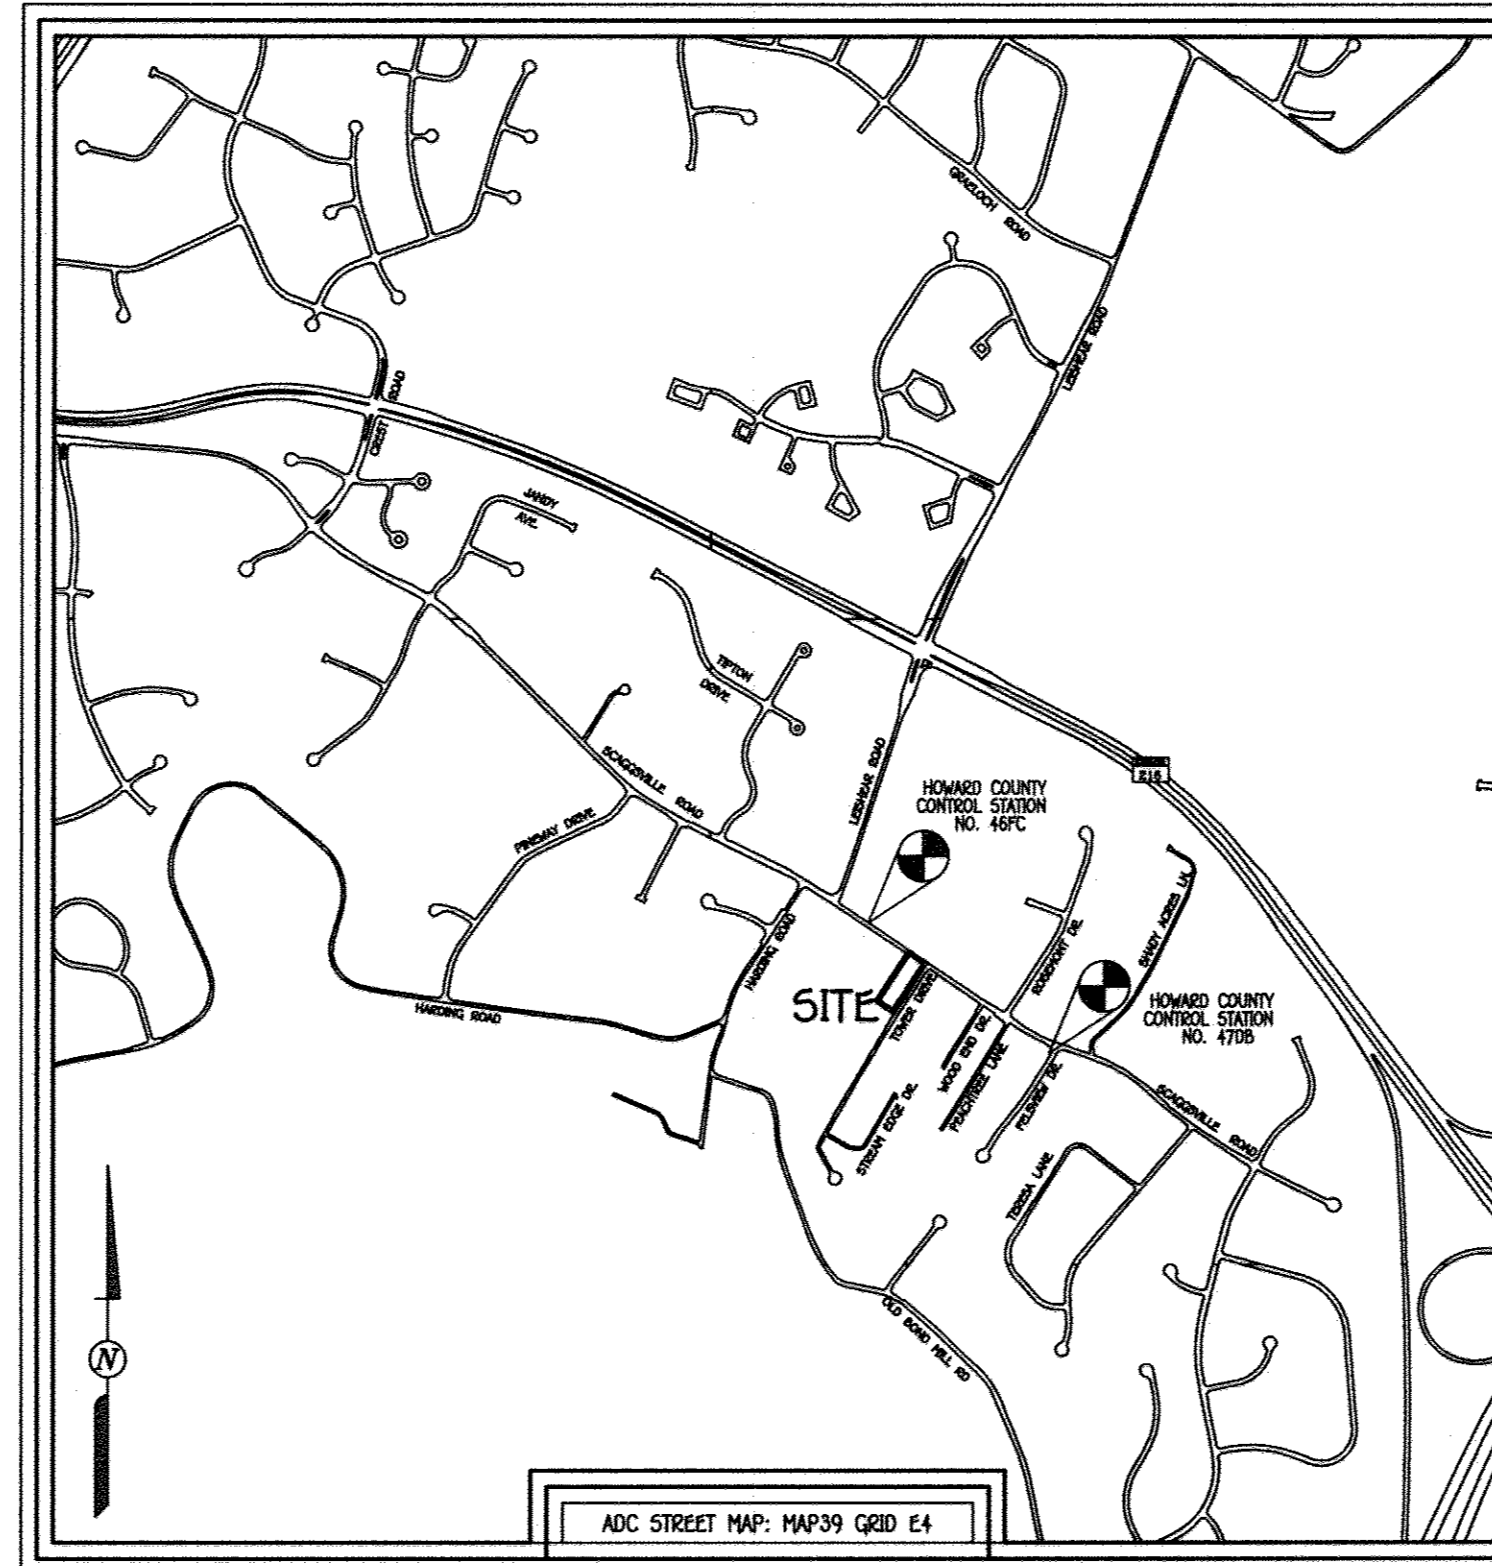 GRAELOCH ROAD
LEISHEAR ROAD
CREST ROAD
JANDY
AVE.
TIPTON
DRIVE
SCAGGSVILLE ROAD
LEISHEAR ROAD
216
HOWARD COUNTY
CONTROL STATION
NO. 46FC
PINEWAY DRIVE
HARDING ROAD
HARDING ROAD
SITE
TOWER DRIVE
ROSEMONT DR.
SHADY ACRES LN.
HOWARD COUNTY
CONTROL STATION
NO. 47DB
WOOD END DR.
PEACHTREE LANE
STREAM EDGE DR.
SCAGGSVILLE ROAD
TERESA LANE
OLD BOND MILL RD
N
ADC STREET MAP: MAP39 GRID E4